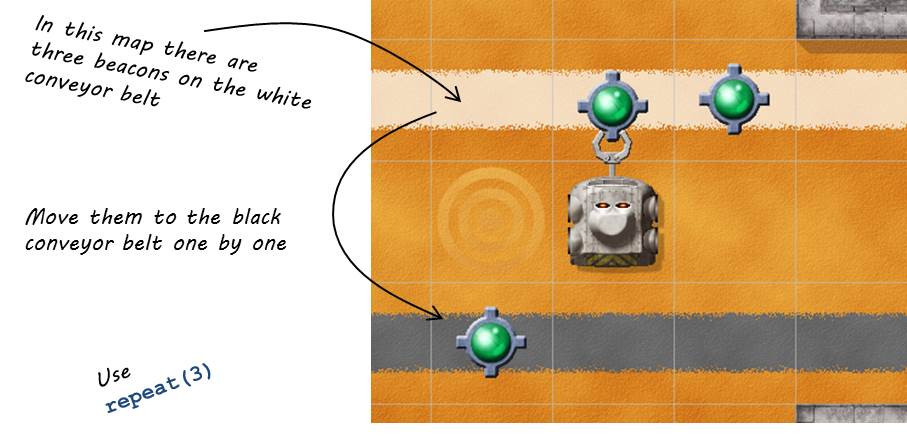 In this map there are
three beacons on the white
conveyor belt
Move them to the black
conveyor belt one by one
Use
repeat(3)